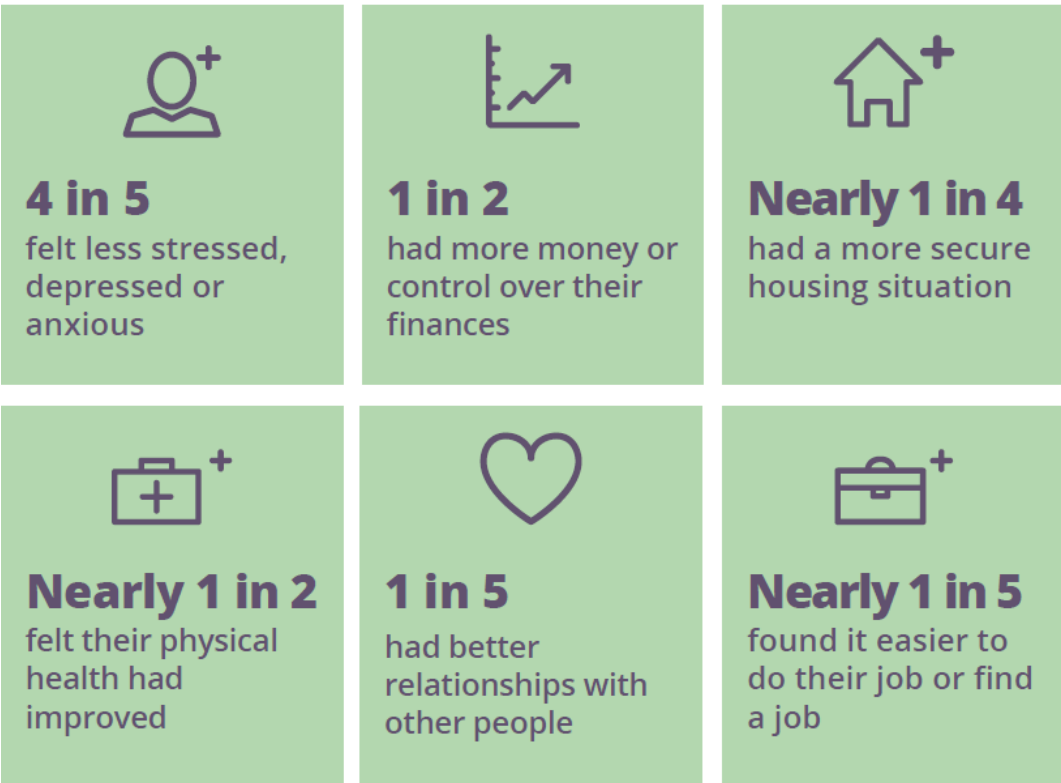 4 in 5
felt less stressed,
depressed or
anxious
1 in 2
had more money or
control over their
finances
Nearly 1 in 4
had a more secure
housing situation
Nearly 1 in 2
felt their physical
health had
improved
1 in 5
had better
relationships with
other people
Nearly 1 in 5
found it easier to
do their job or find
a job